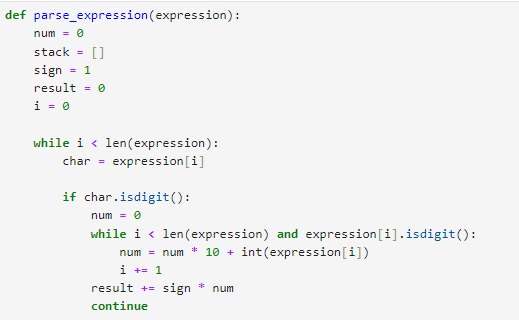 def parse_expression(expression):
    num = 0
    stack = []
    sign = 1
    result = 0
    i = 0
    while i < len(expression):
        char = expression[i]
        if char.isdigit():
            num = 0
            while i < len(expression) and expression[i].isdigit():
                num = num * 10 + int(expression[i])
                i += 1
            result += sign * num
            continue